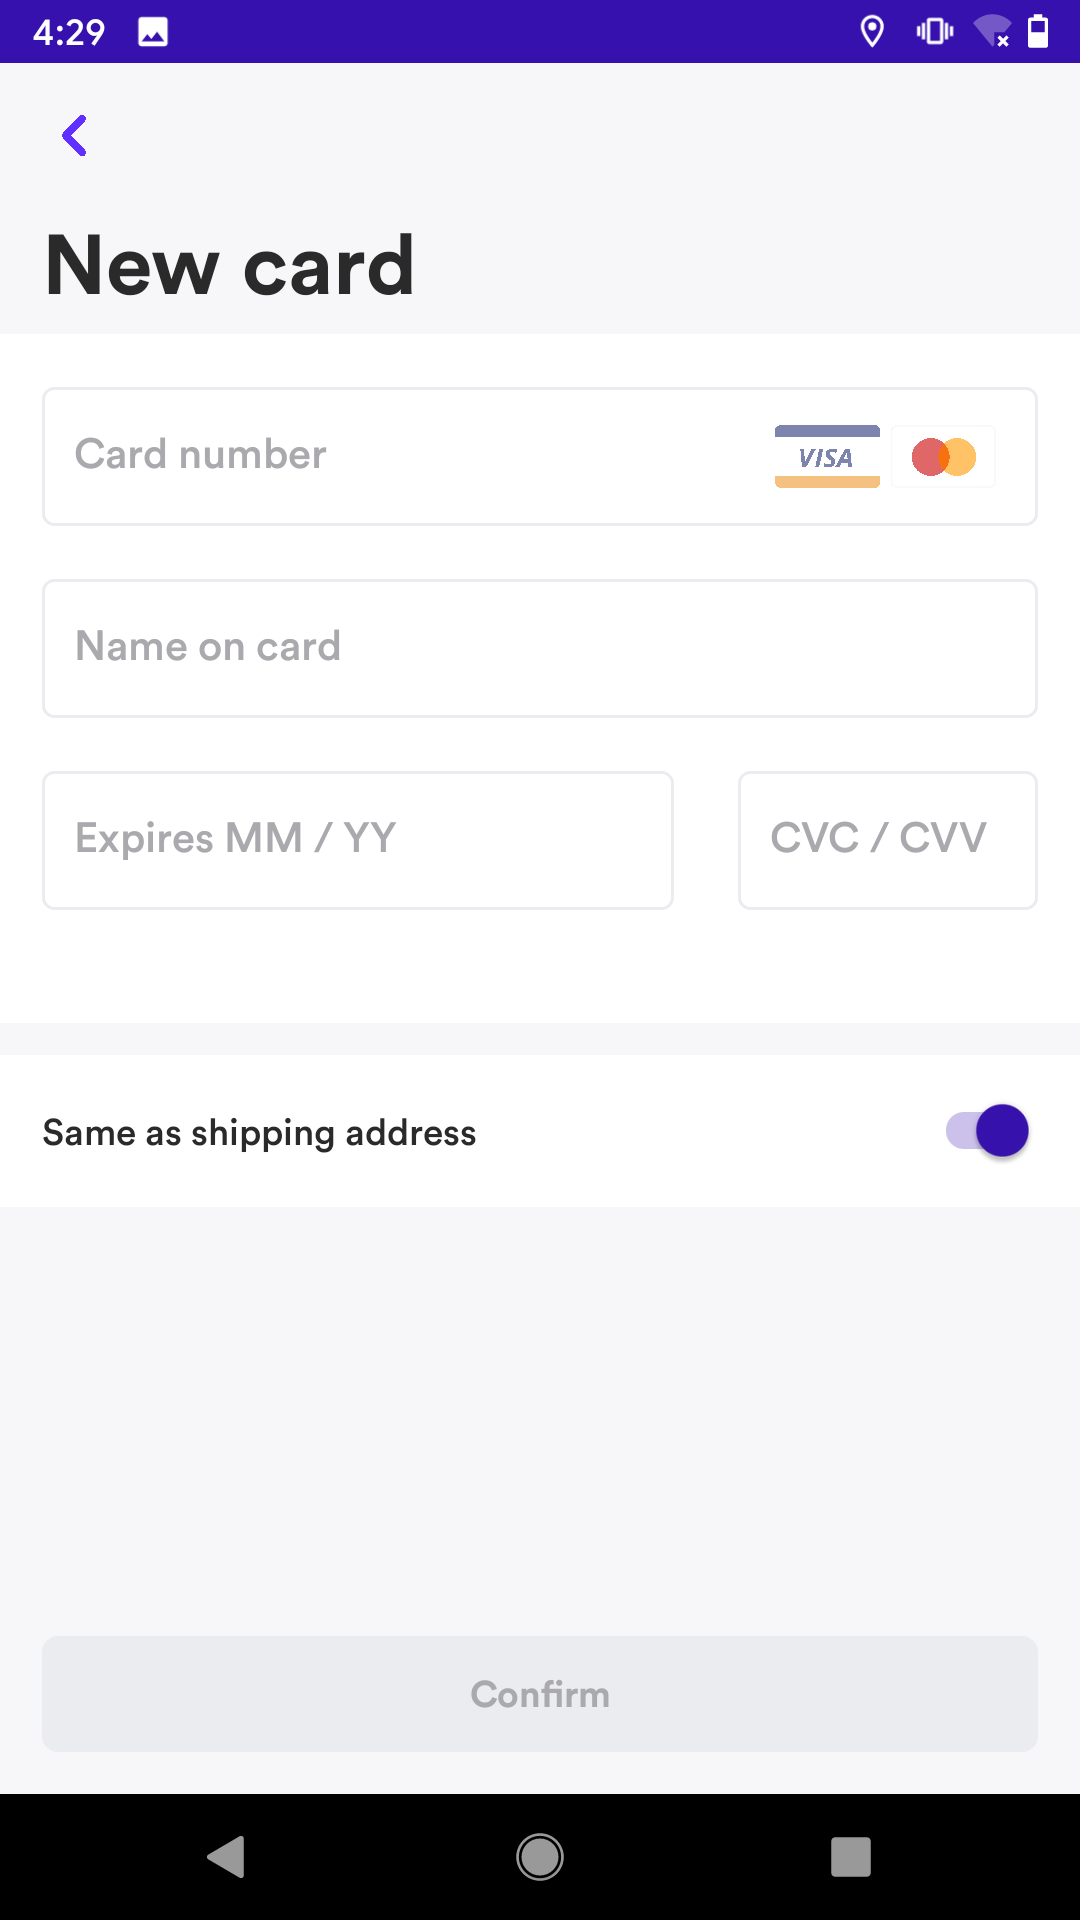 4:29
New card
Card number
VISA
Name on card
Expires MM / YY
CVC / CVV
Same as shipping address
Confirm